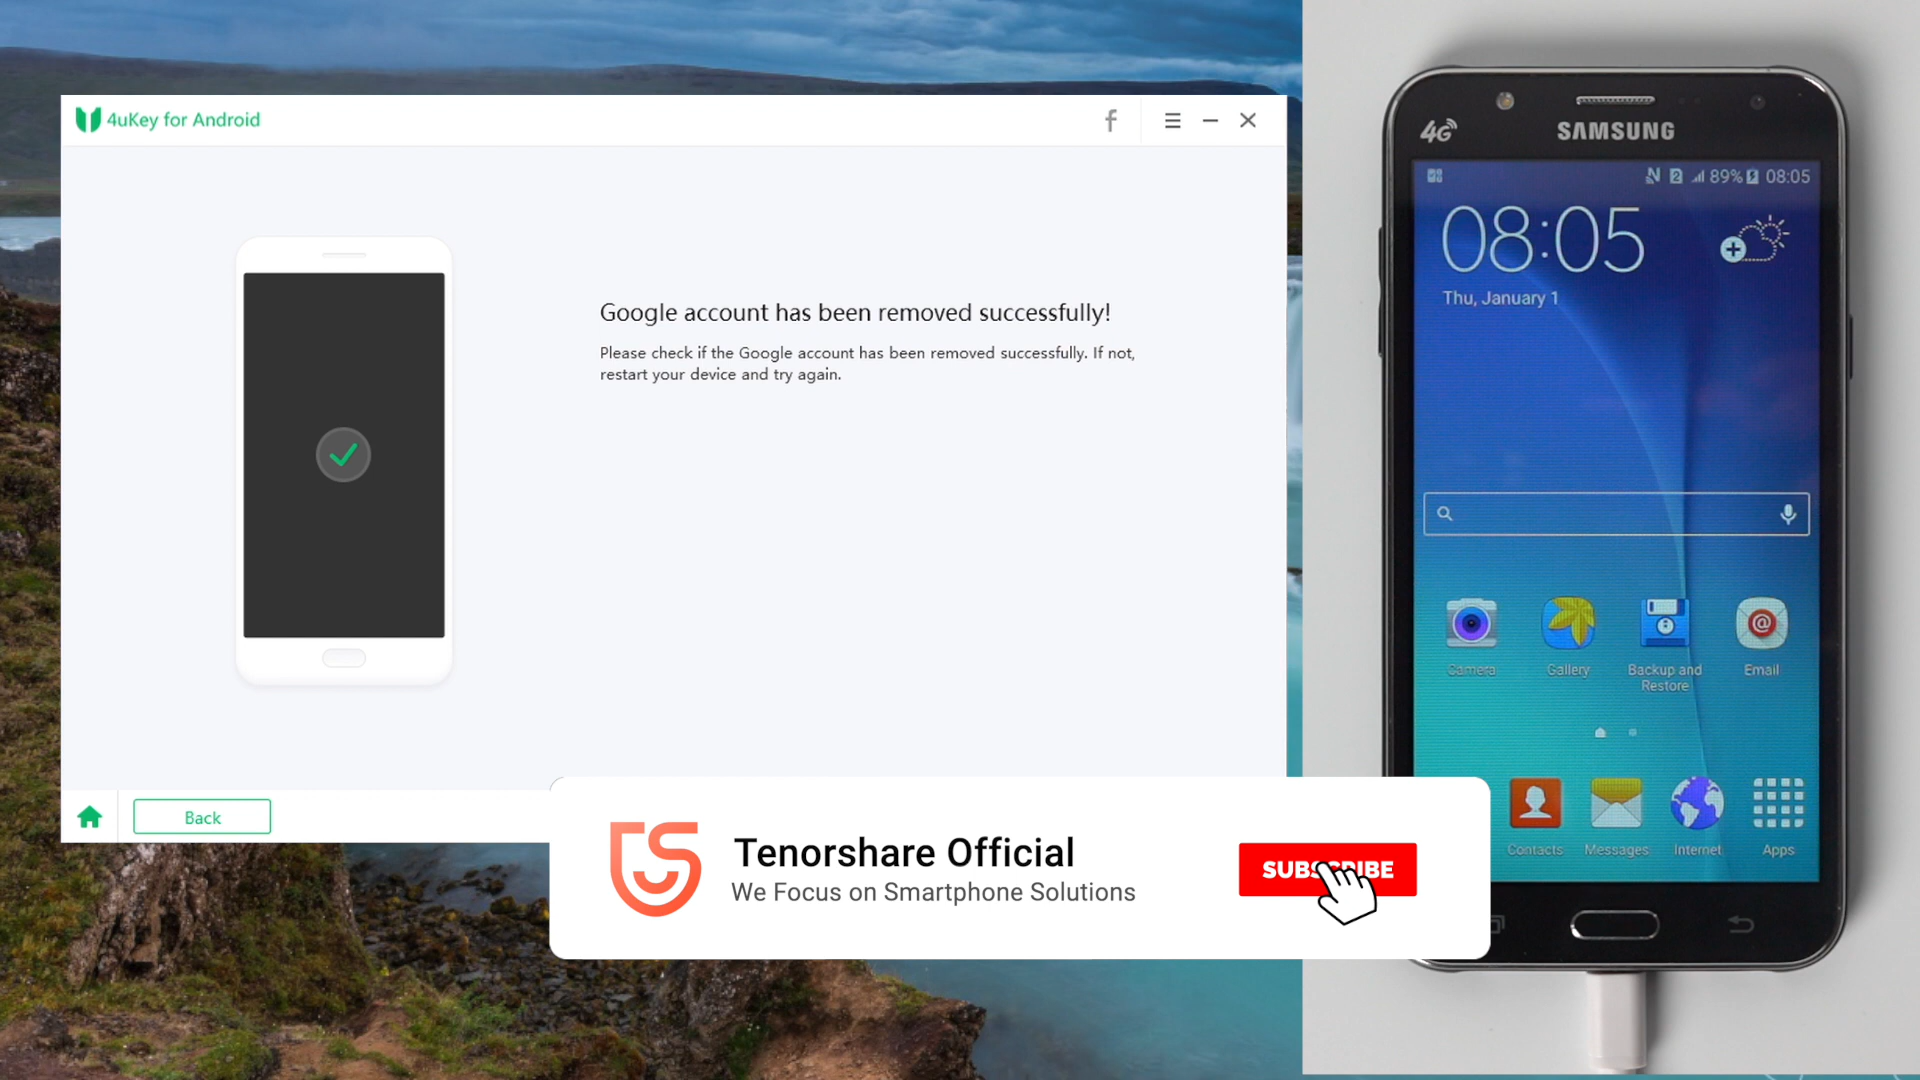 4uKey for Android
Google account has been removed successfully!
Please check if the Google account has been removed successfully. If not,
restart your device and try again.
Back
Tenorshare Official
We Focus on Smartphone Solutions
SUBSCRIBE
4G
SAMSUNG
2 89% 08:05
08:05
Thu, January 1
Camera
Gallery
Backup and
Restore
Email
Contacts
Messages
Internet
Apps